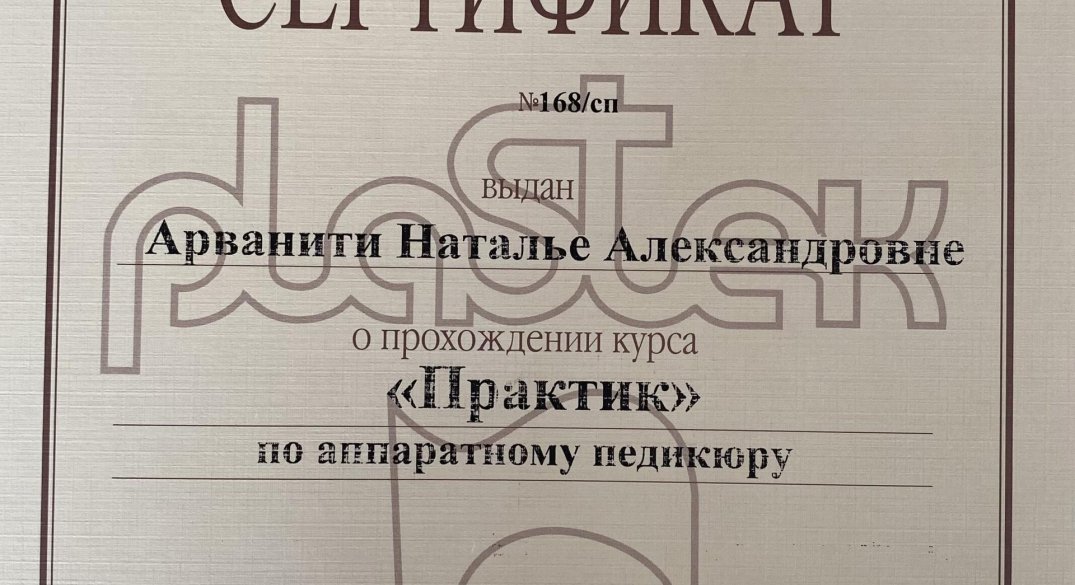 СЕРТИФИКАТ
№168/сп
plastek
выдан
Арванити Наталье Александровне
о прохождении курса
«Практик»
по аппаратному педикюру